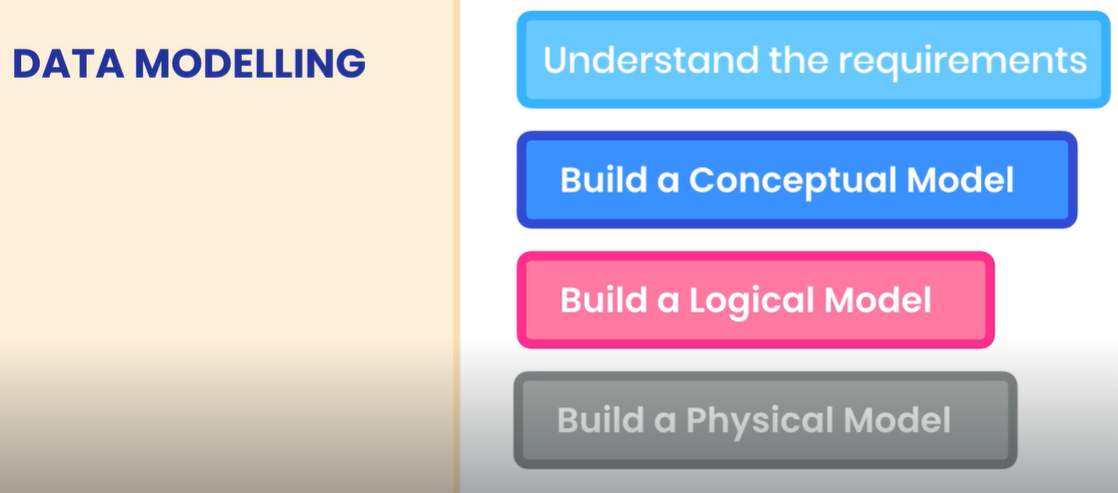 DATA MODELLING
Understand the requirements
Build a Conceptual Model
Build a Logical Model
Build a Physical Model